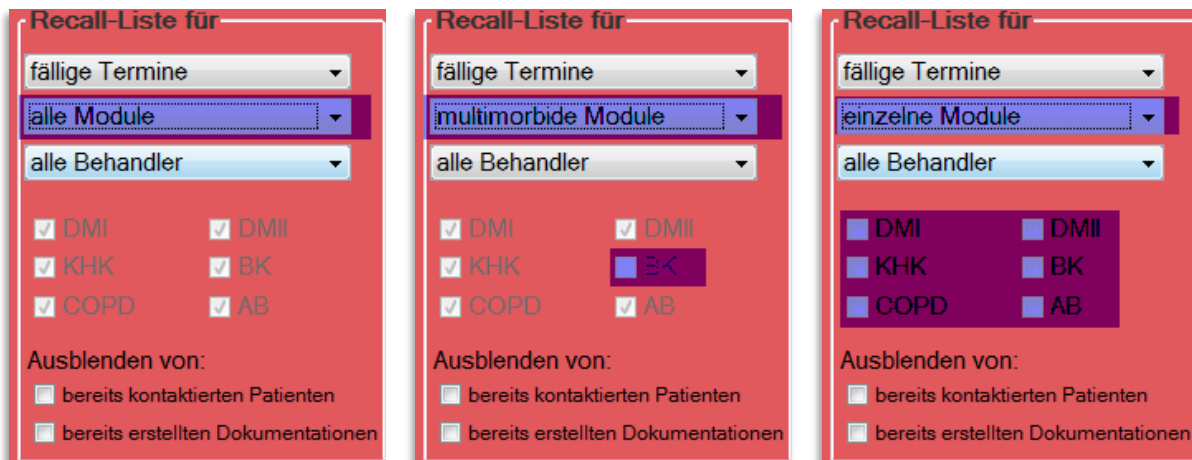 Recall-Liste für
fällige Termine
alle Module
alle Behandler
DMI DMII
KHK BK
COPD AB
Ausblenden von:
bereits kontaktierten Patienten
bereits erstellten Dokumentationen
Recall-Liste für
fällige Termine
multimorbide Module
alle Behandler
DMI DMII
KHK BK
COPD AB
Ausblenden von:
bereits kontaktierten Patienten
bereits erstellten Dokumentationen
Recall-Liste für
fällige Termine
einzelne Module
alle Behandler
DMI DMII
KHK BK
COPD AB
Ausblenden von:
bereits kontaktierten Patienten
bereits erstellten Dokumentationen